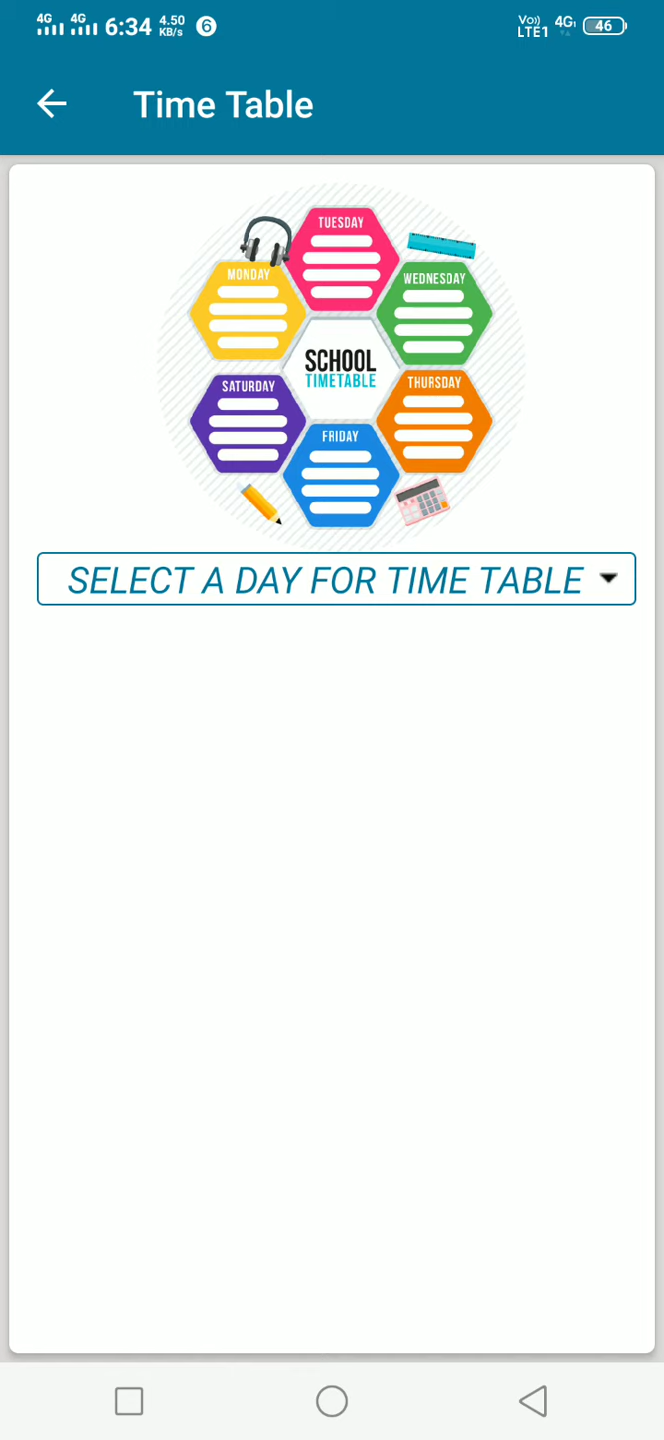 4G 4G 6:34 4.50 KB/s 6 Vo)) LTE1 4G 46
Time Table
TUESDAY
MONDAY
WEDNESDAY
SCHOOL
TIMETABLE
SATURDAY
THURSDAY
FRIDAY
SELECT A DAY FOR TIME TABLE